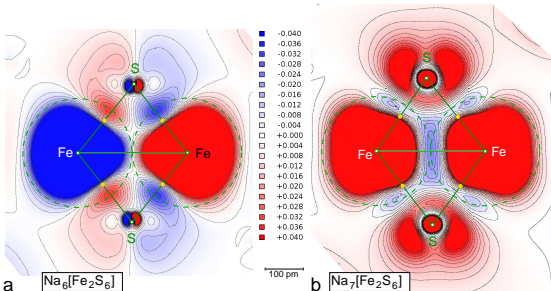 S
Fe
Fe
S
a
Na6[Fe2S6]
-0.040
-0.036
-0.032
-0.028
-0.024
-0.020
-0.016
-0.012
-0.008
-0.004
+0.000
+0.004
+0.008
+0.012
+0.016
+0.020
+0.024
+0.028
+0.032
+0.036
+0.040
100 pm
S
Fe
Fe
S
b
Na7[Fe2S6]